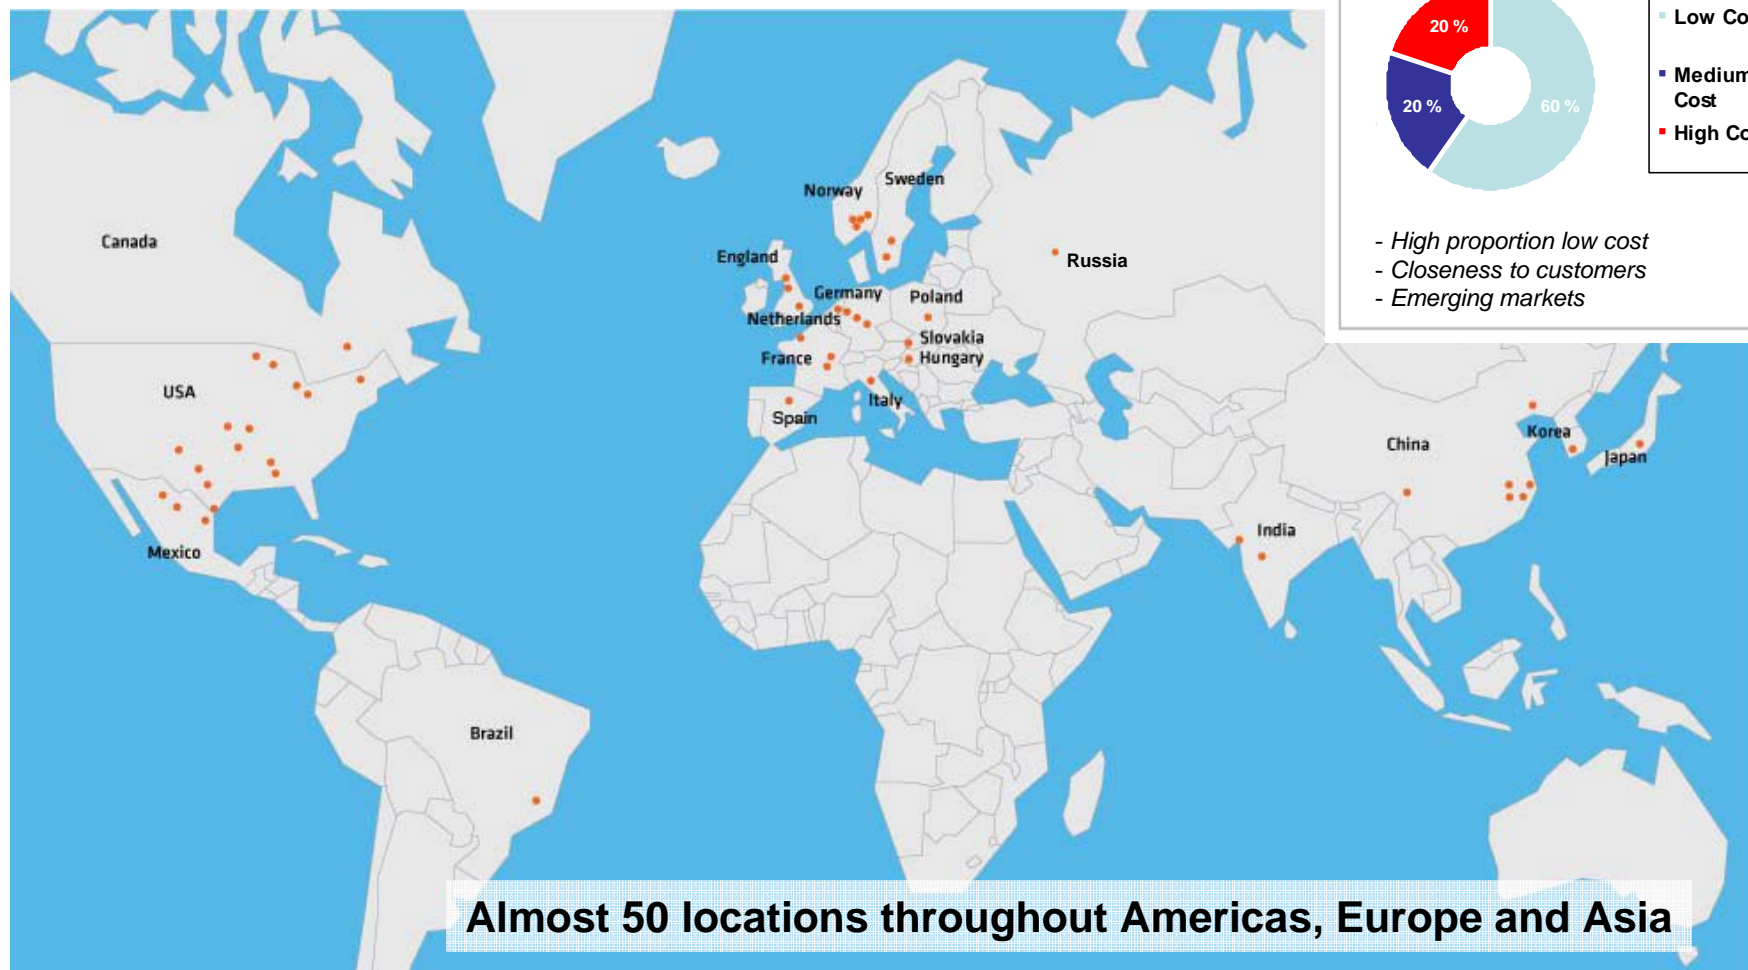 20 %
20 %
60 %
Low Co
Medium
Cost
High Co
- High proportion low cost
- Closeness to customers
- Emerging markets
Sweden
Norway
Canada
England
Russia
Germany
Poland
Netherlands
Slovakia
France
Hungary
USA
Italy
Spain
Korea
China
Japan
India
Mexico
Brazil
Almost 50 locations throughout Americas, Europe and Asia